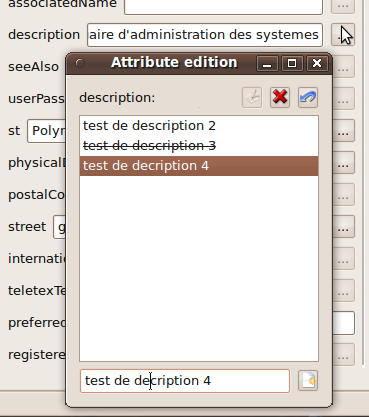 associatedName
description aire d'administration des systemes ...
Attribute edition
seeAlso ...
description:
userPass ...
test de description 2
st Polyn ...
test de description 3
test de decription 4
physicalD ...
postalCo ...
street g ...
internatio ...
teletexTe ...
preferred
registere ...
test de decription 4